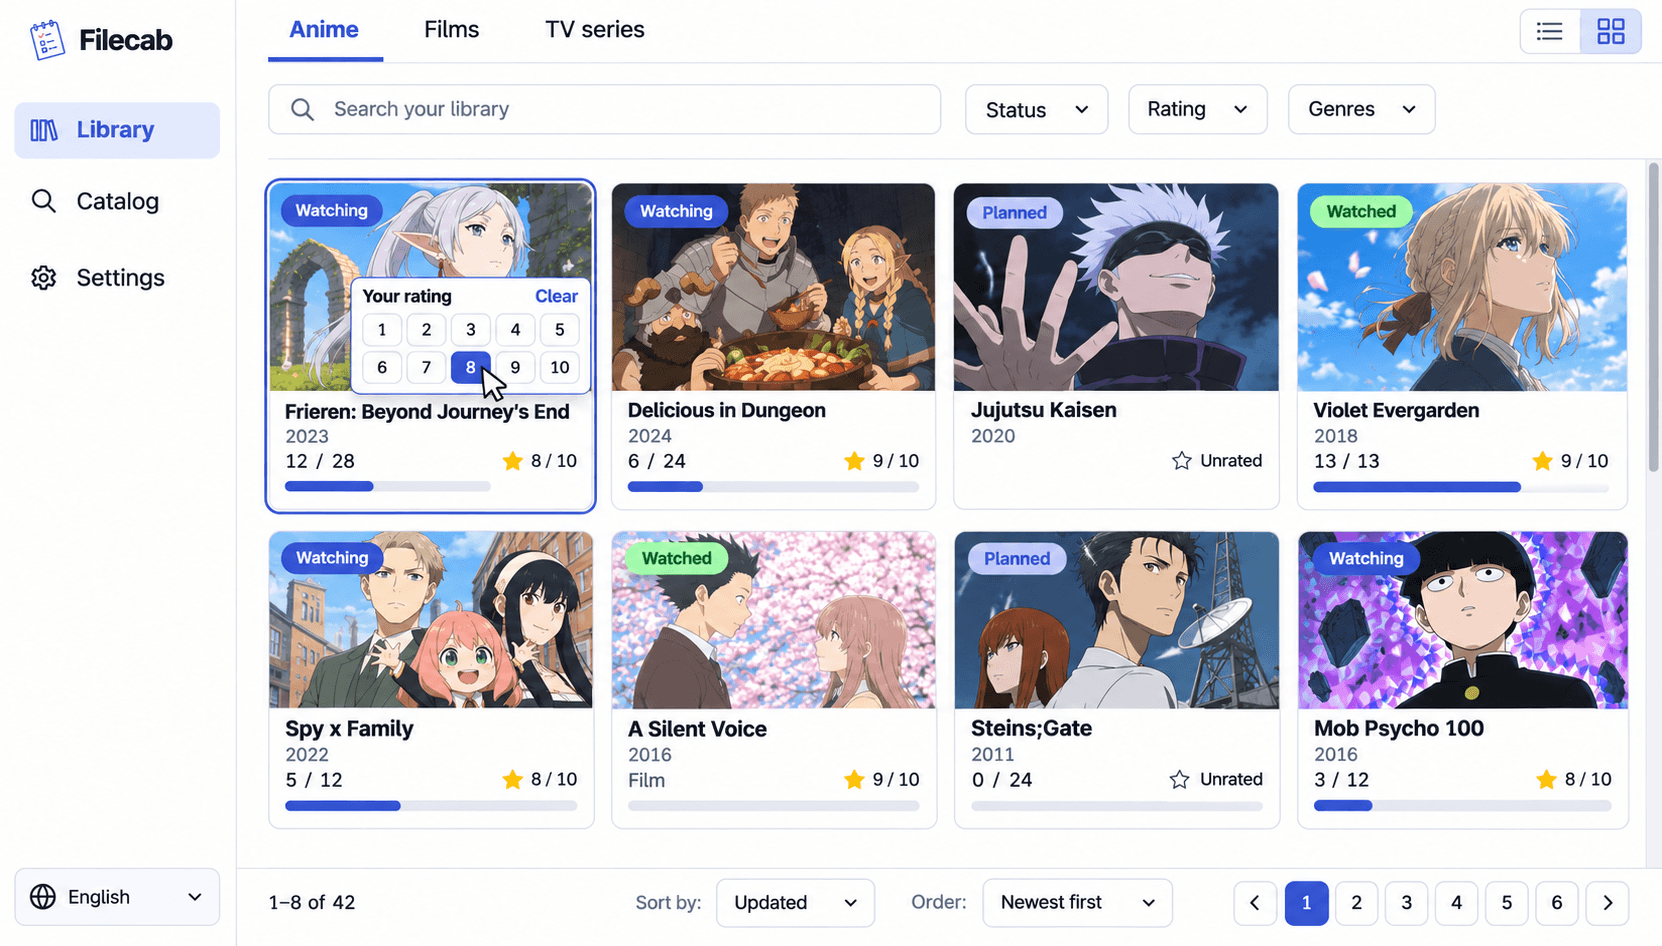 Filecab
Library
Catalog
Settings
English
Anime
Films
TV series
Search your library
Status
Rating
Genres
Watching
Your rating
Clear
1 2 3 4 5
6 7 8 9 10
Frieren: Beyond Journey's End
2023
12 / 28
8 / 10
Watching
Delicious in Dungeon
2024
6 / 24
9 / 10
Planned
Jujutsu Kaisen
2020
Unrated
Watched
Violet Evergarden
2018
13 / 13
9 / 10
Watching
Spy x Family
2022
5 / 12
8 / 10
Watched
A Silent Voice
2016
Film
9 / 10
Planned
Steins;Gate
2011
0 / 24
Unrated
Watching
Mob Psycho 100
2016
3 / 12
8 / 10
1–8 of 42
Sort by:
Updated
Order:
Newest first
1 2 3 4 5 6